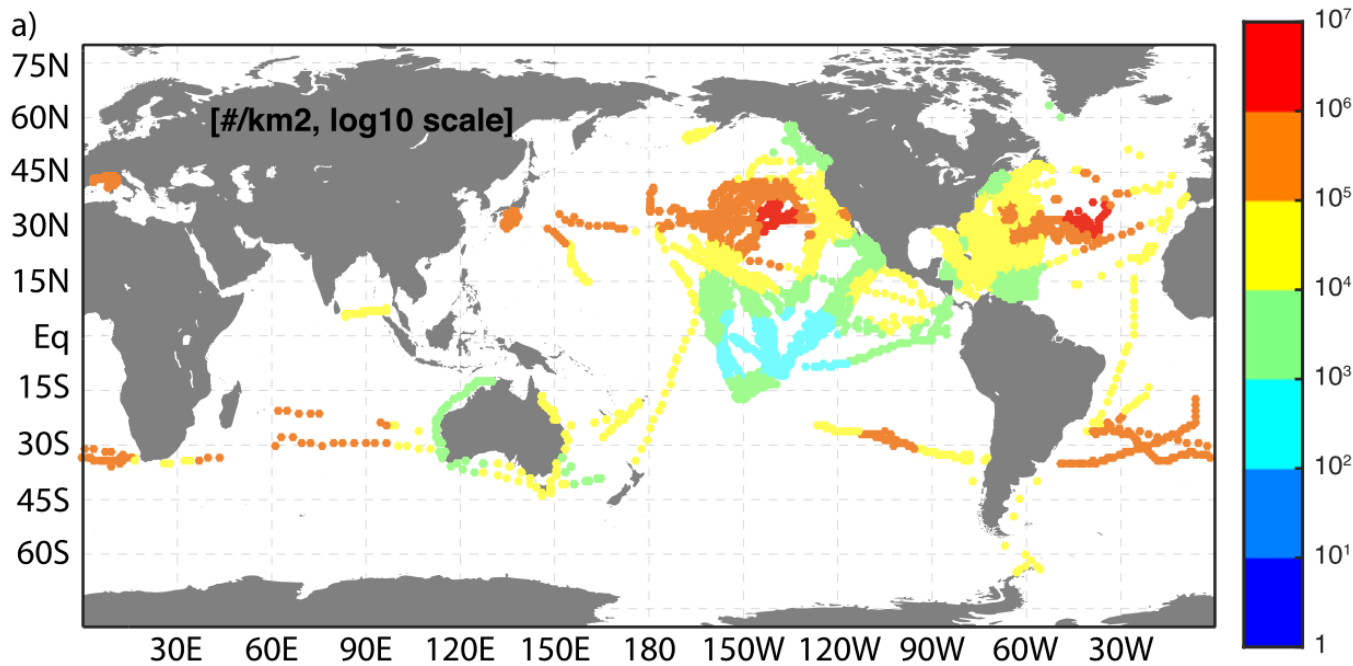 a)
10⁷
75N
60N
[#/km2, log10 scale]
10⁶
45N
10⁵
30N
15N
10⁴
Eq
10³
15S
30S
10²
45S
60S
10¹
30E 60E 90E 120E 150E 180 150W 120W 90W 60W 30W
1